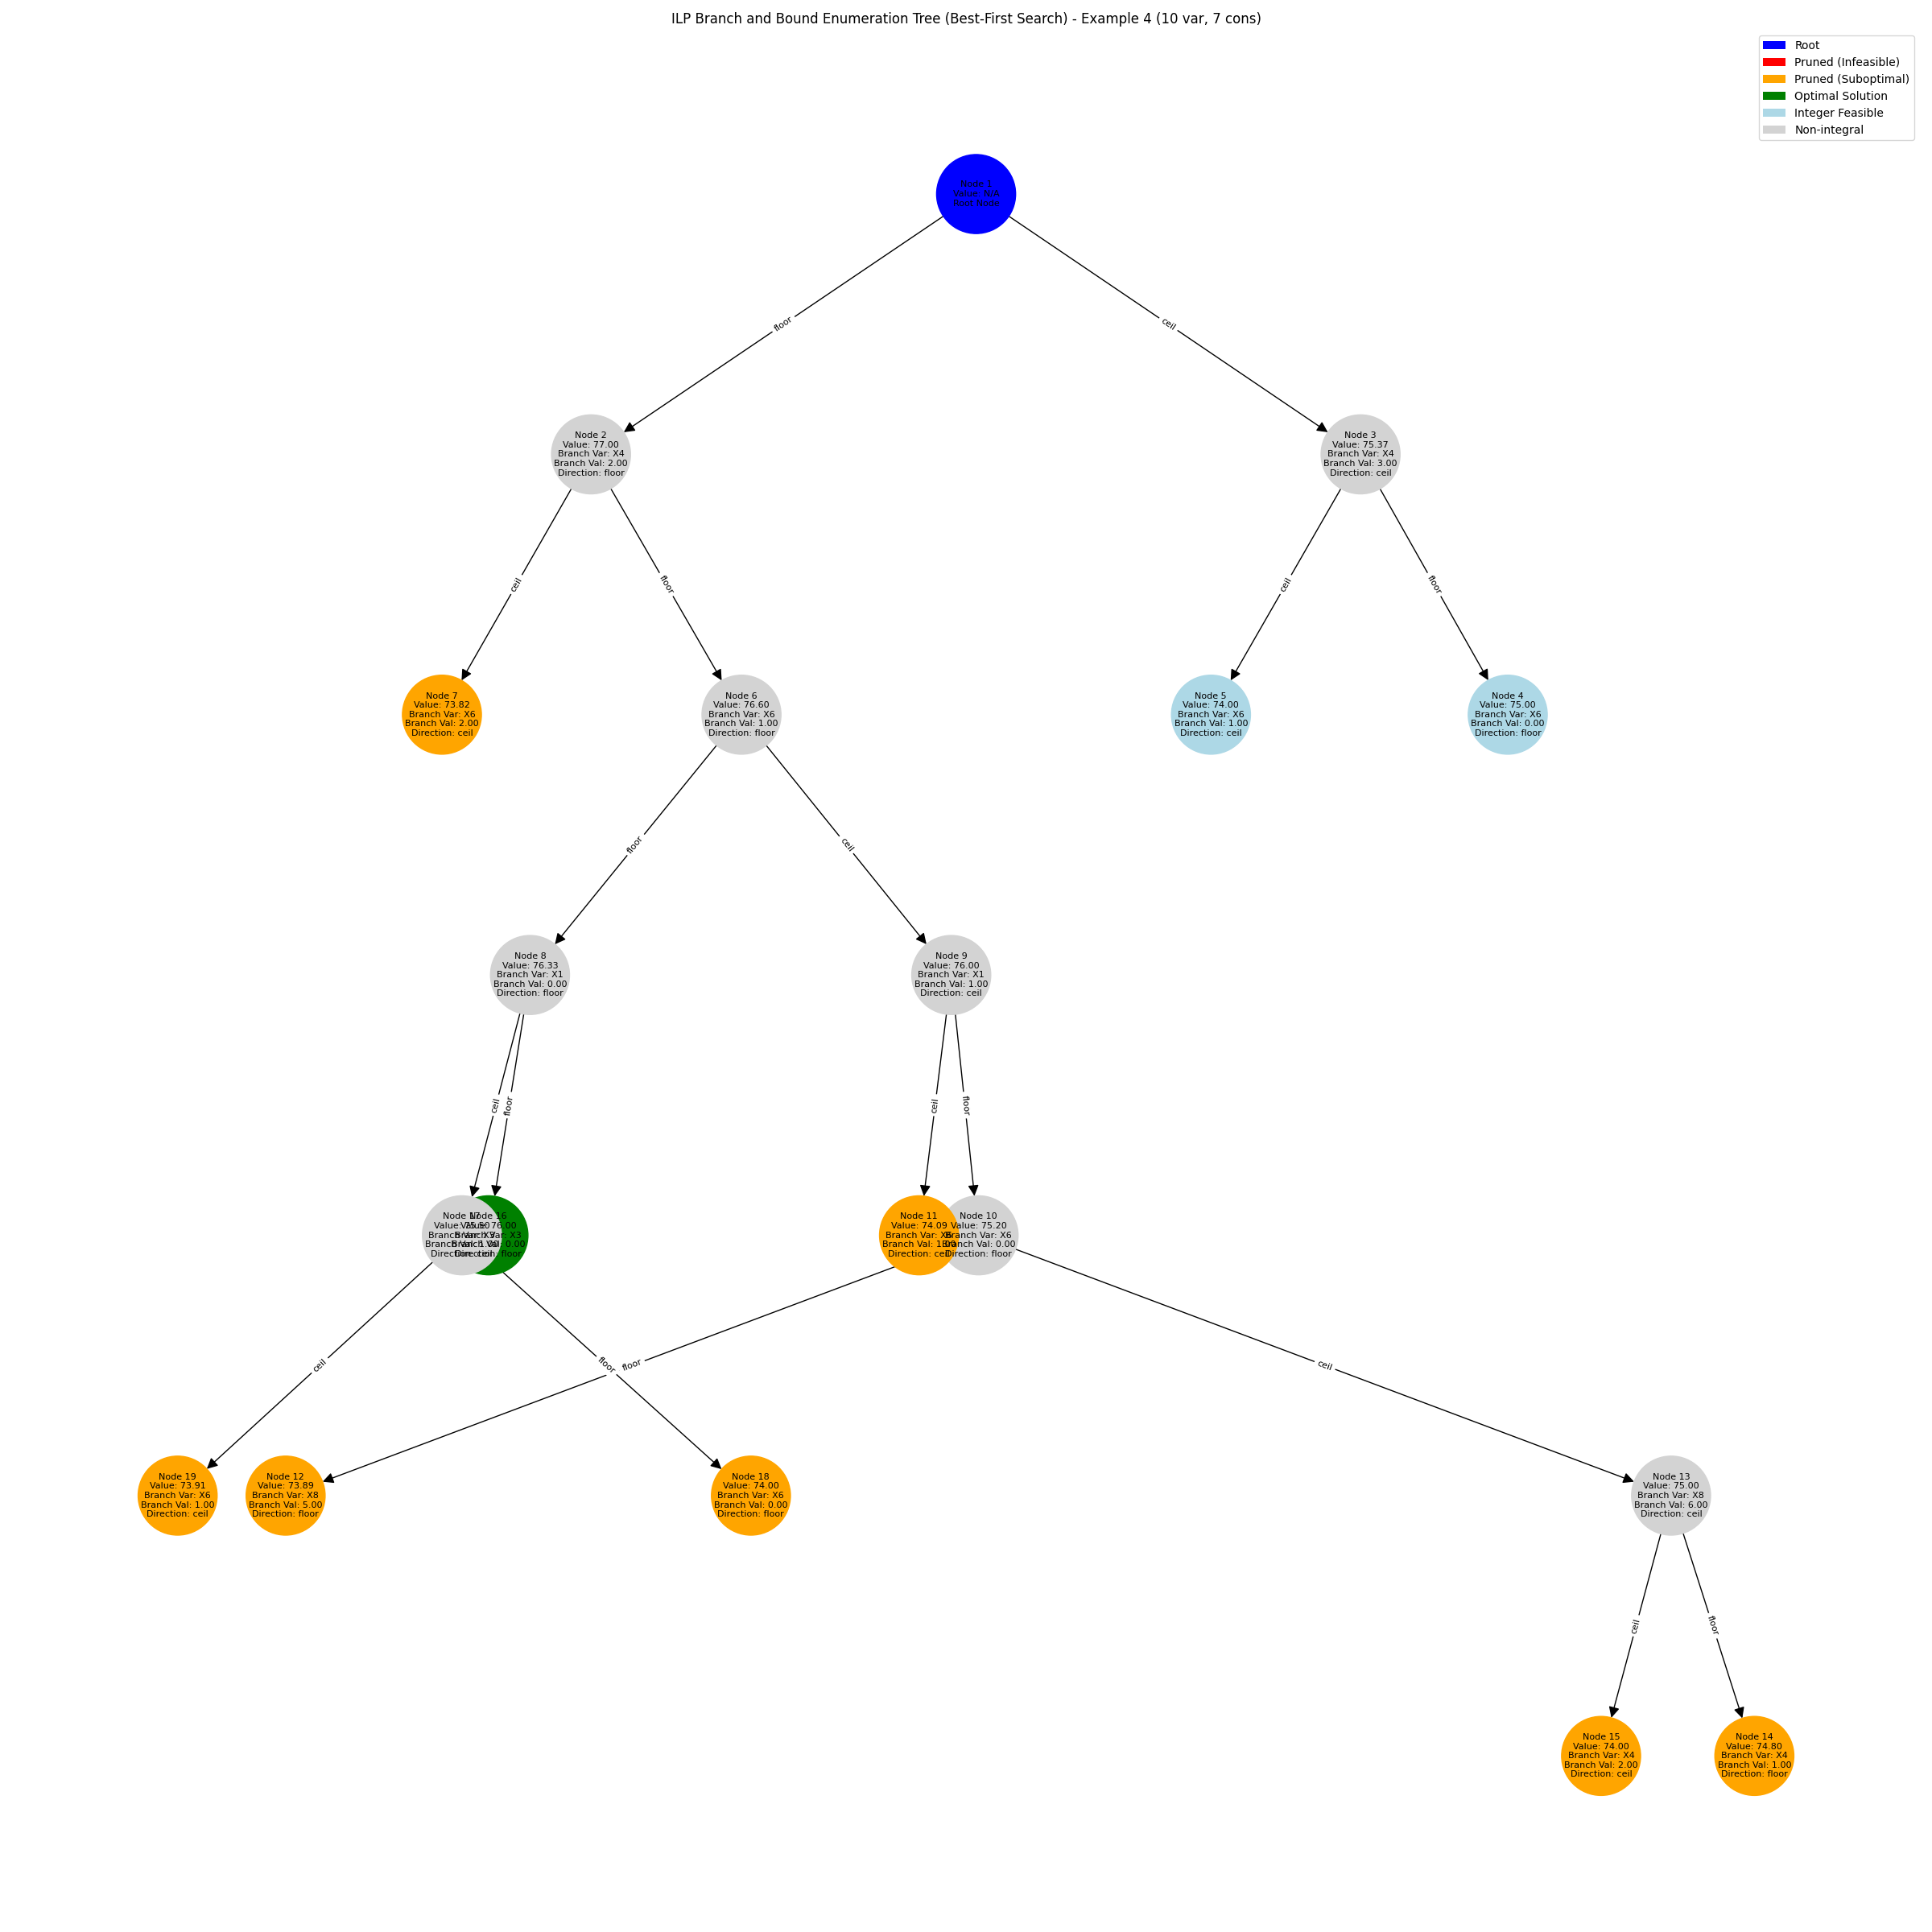 ILP Branch and Bound Enumeration Tree (Best-First Search) - Example 4 (10 var, 7 cons)
Root
Pruned (Infeasible)
Pruned (Suboptimal)
Optimal Solution
Integer Feasible
Non-integral
Node 1
Value: N/A
Root Node
floor
ceil
Node 2
Value: 77.00
Branch Var: X4
Branch Val: 2.00
Direction: floor
Node 3
Value: 75.37
Branch Var: X4
Branch Val: 3.00
Direction: ceil
ceil
floor
ceil
floor
Node 7
Value: 73.82
Branch Var: X6
Branch Val: 2.00
Direction: ceil
Node 6
Value: 76.60
Branch Var: X6
Branch Val: 1.00
Direction: floor
Node 5
Value: 74.00
Branch Var: X6
Branch Val: 1.00
Direction: ceil
Node 4
Value: 75.00
Branch Var: X6
Branch Val: 0.00
Direction: floor
floor
ceil
Node 8
Value: 76.33
Branch Var: X1
Branch Val: 0.00
Direction: floor
Node 9
Value: 76.00
Branch Var: X1
Branch Val: 1.00
Direction: ceil
ceil
floor
ceil
floor
Node 17
Branch Var: X3
Branch Val: 1.00
Direction: ceil
Node 16
Value: 76.00
Branch Var: X3
Branch Val: 0.00
Direction: floor
Node 11
Value: 74.09
Branch Var: X6
Branch Val: 1.00
Direction: ceil
Node 10
Value: 75.20
Branch Var: X6
Branch Val: 0.00
Direction: floor
ceil
floor
floor
ceil
Node 19
Value: 73.91
Branch Var: X6
Branch Val: 1.00
Direction: ceil
Node 12
Value: 73.89
Branch Var: X8
Branch Val: 5.00
Direction: floor
Node 18
Value: 74.00
Branch Var: X6
Branch Val: 0.00
Direction: floor
Node 13
Value: 75.00
Branch Var: X8
Branch Val: 6.00
Direction: ceil
ceil
floor
Node 15
Value: 74.00
Branch Var: X4
Branch Val: 2.00
Direction: ceil
Node 14
Value: 74.80
Branch Var: X4
Branch Val: 1.00
Direction: floor